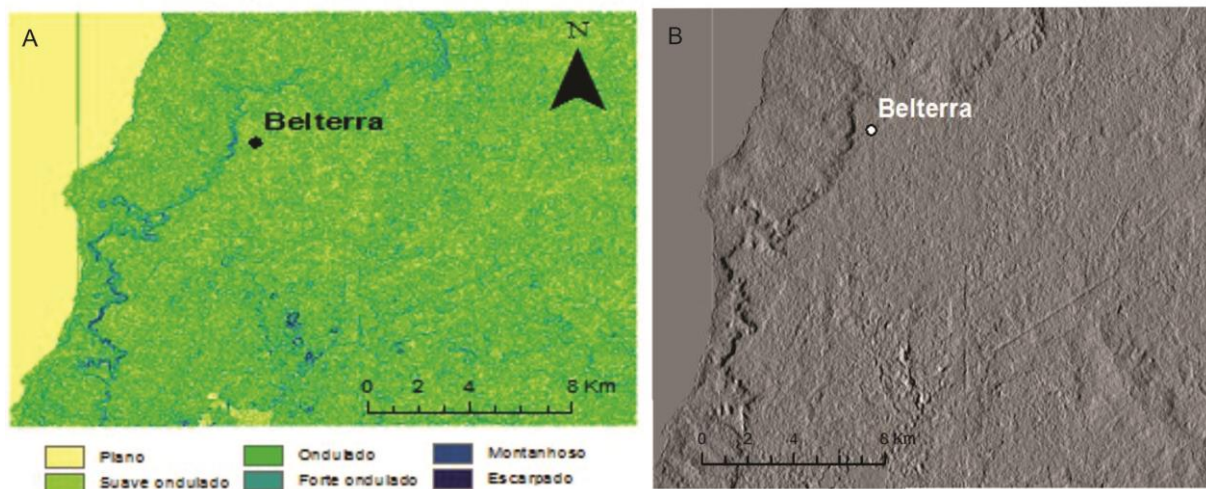 A
N
Belterra
0 2 4 8 Km
Plano
Ondulado
Montanhoso
Suave ondulado
Forte ondulado
Escarpado
B
Belterra
0 2 4 8 km